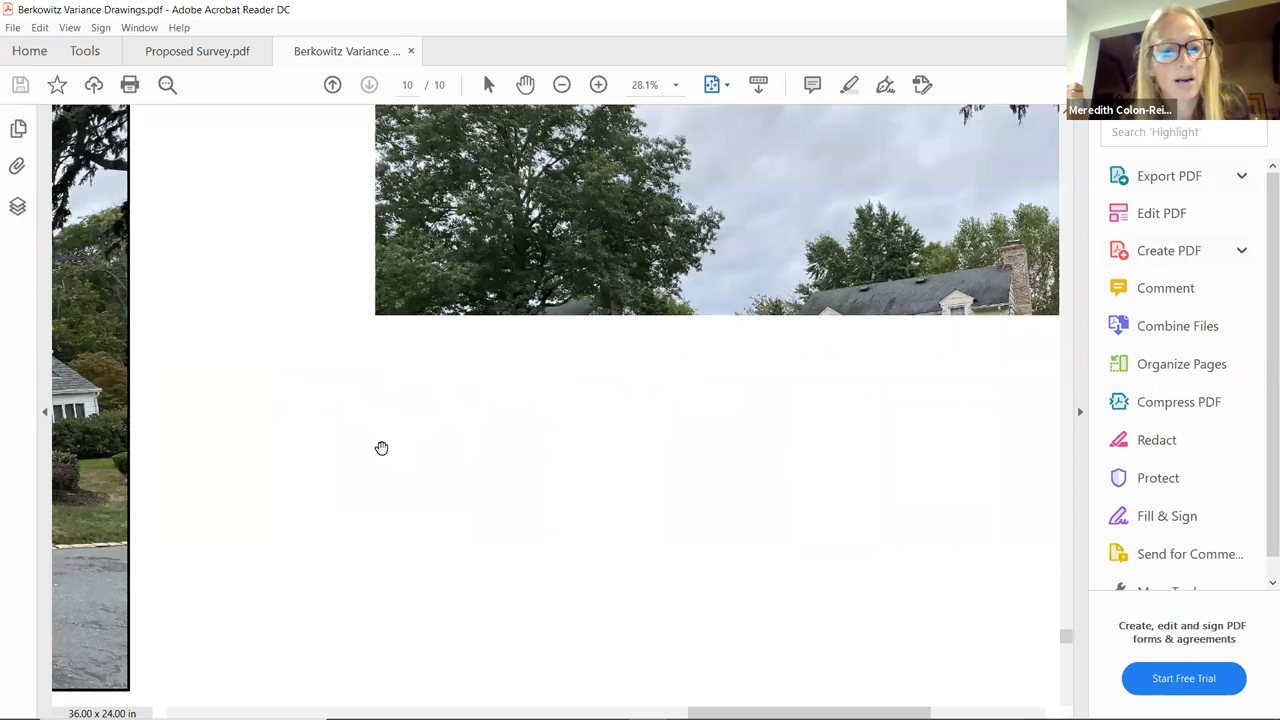 Berkowitz Variance Drawings.pdf - Adobe Acrobat Reader DC
File Edit View Sign Window Help
Home Tools Proposed Survey.pdf Berkowitz Variance ... ×
10 / 10 28.1%
Meredith Colon-Rei...
Search 'Highlight'
Export PDF
Edit PDF
Create PDF
Comment
Combine Files
Organize Pages
Compress PDF
Redact
Protect
Fill & Sign
Send for Comme...
Create, edit and sign PDF
forms & agreements
Start Free Trial
36.00 x 24.00 in